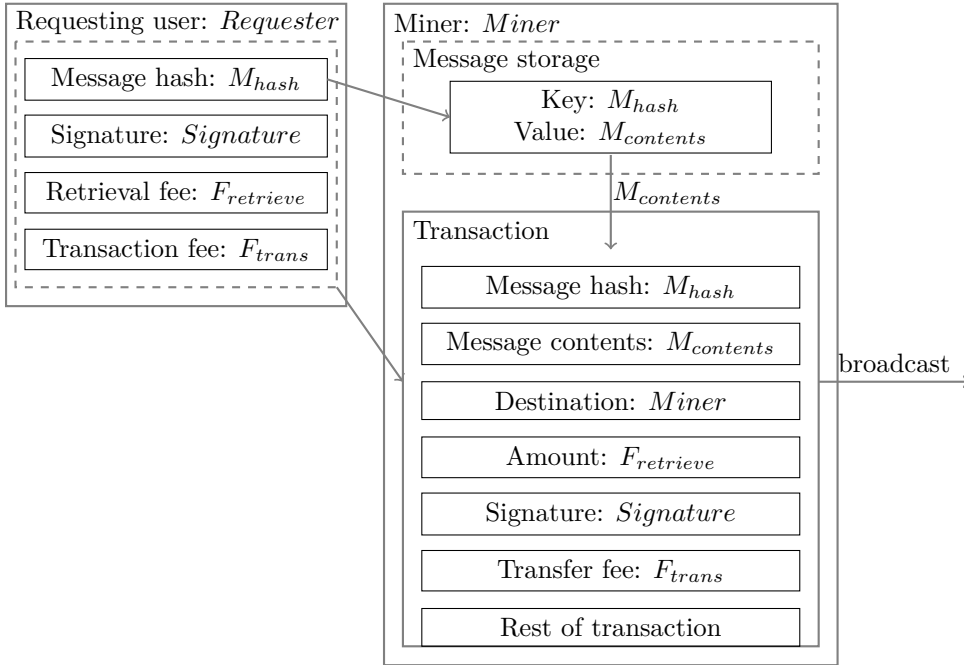 Requesting user: Requester
Message hash: M_hash
Signature: Signature
Retrieval fee: F_retrieve
Transaction fee: F_trans
Miner: Miner
Message storage
Key: M_hash
Value: M_contents
M_contents
Transaction
Message hash: M_hash
Message contents: M_contents
Destination: Miner
Amount: F_retrieve
Signature: Signature
Transfer fee: F_trans
Rest of transaction
broadcast